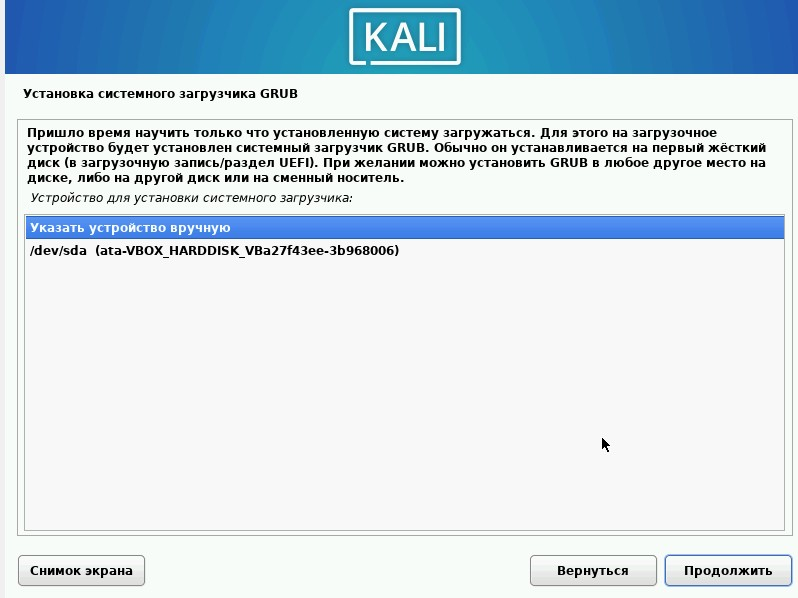 KALI
Установка системного загрузчика GRUB
Пришло время научить только что установленную систему загружаться. Для этого на загрузочное
устройство будет установлен системный загрузчик GRUB. Обычно он устанавливается на первый жёсткий
диск (в загрузочную запись/раздел UEFI). При желании можно установить GRUB в любое другое место на
диске, либо на другой диск или на сменный носитель.
Устройство для установки системного загрузчика:
Указать устройство вручную
/dev/sda (ata-VBOX_HARDDISK_VBa27f43ee-3b968006)
Снимок экрана
Вернуться
Продолжить